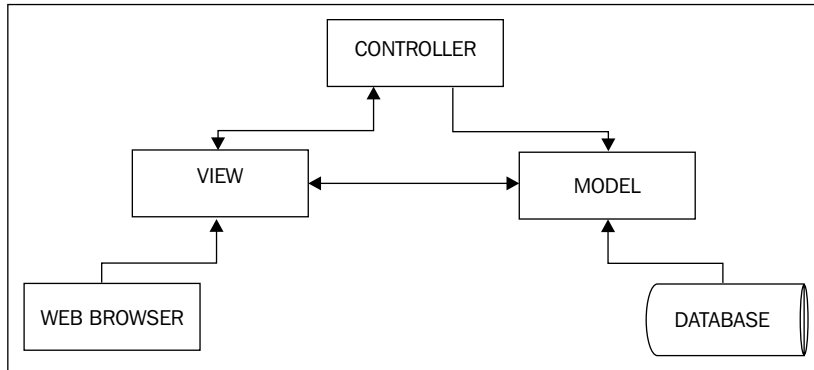 CONTROLLER
VIEW
MODEL
WEB BROWSER
DATABASE